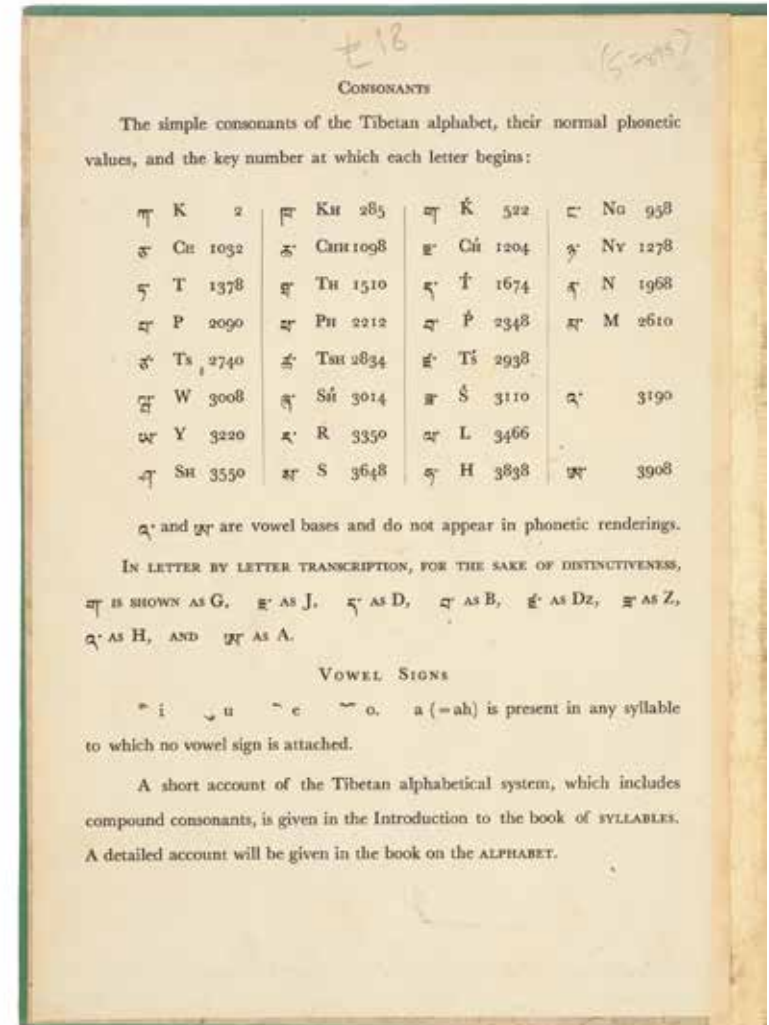 Consonants
The simple consonants of the Tibetan alphabet, their normal phonetic
values, and the key number at which each letter begins:
ཀ་ K 2 ཁ་ Kh 285 ག་ Ḱ 522 ང་ Ng 958
ཅ་ Ch 1032 ཆ་ Chh 1098 ཇ་ Ch́ 1204 ཉ་ Ny 1278
ཏ་ T 1378 ཐ་ Th 1510 ད་ T́ 1674 ན་ N 1968
པ་ P 2090 ཕ་ Ph 2212 བ་ Ṕ 2348 མ་ M 2610
ཙ་ Ts 2740 ཚ་ Tsh 2834 ཛ་ Tś 2938
ཝ་ W 3008 ཞ་ Sh́ 3014 ཟ་ Ś 3110 འ་ 3190
ཡ་ Y 3220 ར་ R 3350 ལ་ L 3466
ཤ་ Sh 3550 ས་ S 3648 ཧ་ H 3838 ཨ་ 3908
འ་ and ཨ་ are vowel bases and do not appear in phonetic renderings.
In letter by letter transcription, for the sake of distinctiveness,
ག་ is shown as G, ཇ་ as J, ད་ as D, བ་ as B, ཛ་ as Dz, ཟ་ as Z,
འ་ as H, and ཨ་ as A.
Vowel Signs
ི i ུ u ེ e ོ o. a (=ah) is present in any syllable
to which no vowel sign is attached.
A short account of the Tibetan alphabetical system, which includes
compound consonants, is given in the Introduction to the book of syllables.
A detailed account will be given in the book on the alphabet.